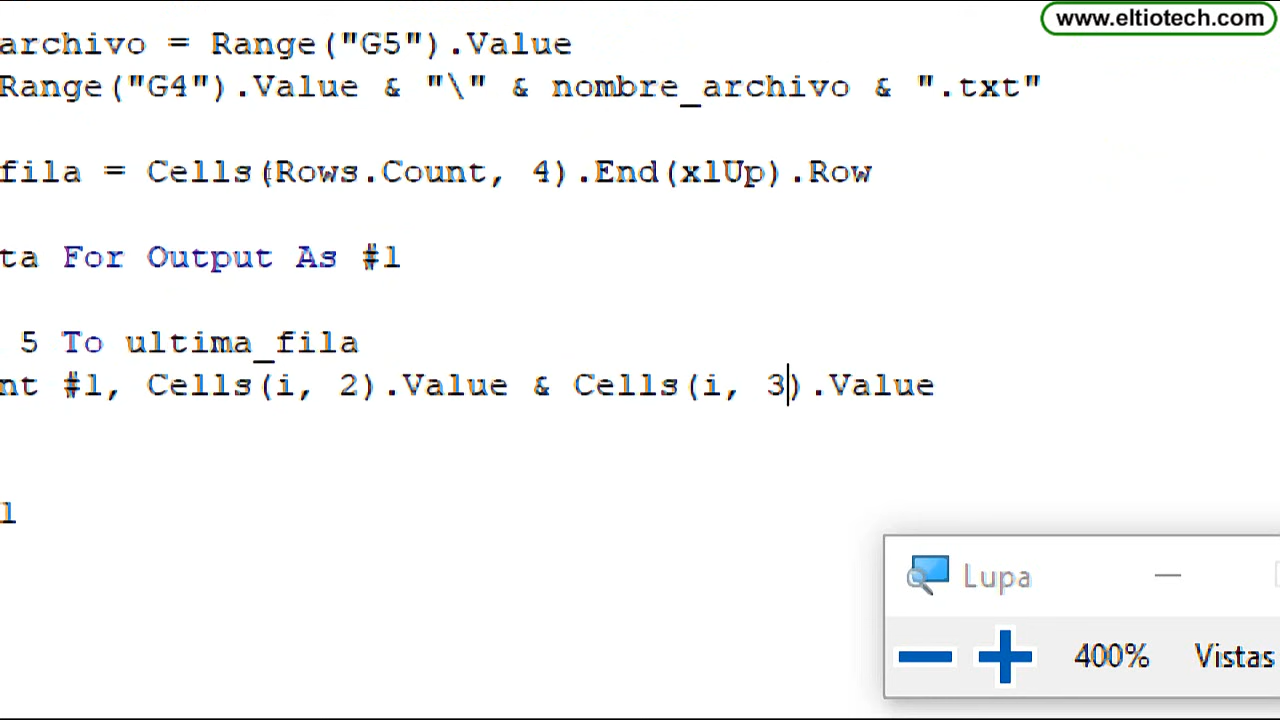 www.eltiotech.com
archivo = Range("G5").Value
Range("G4").Value & "\" & nombre_archivo & ".txt"
fila = Cells(Rows.Count, 4).End(xlUp).Row
ta For Output As #1
5 To ultima_fila
nt #1, Cells(i, 2).Value & Cells(i, 3).Value
1
Lupa
400% Vistas